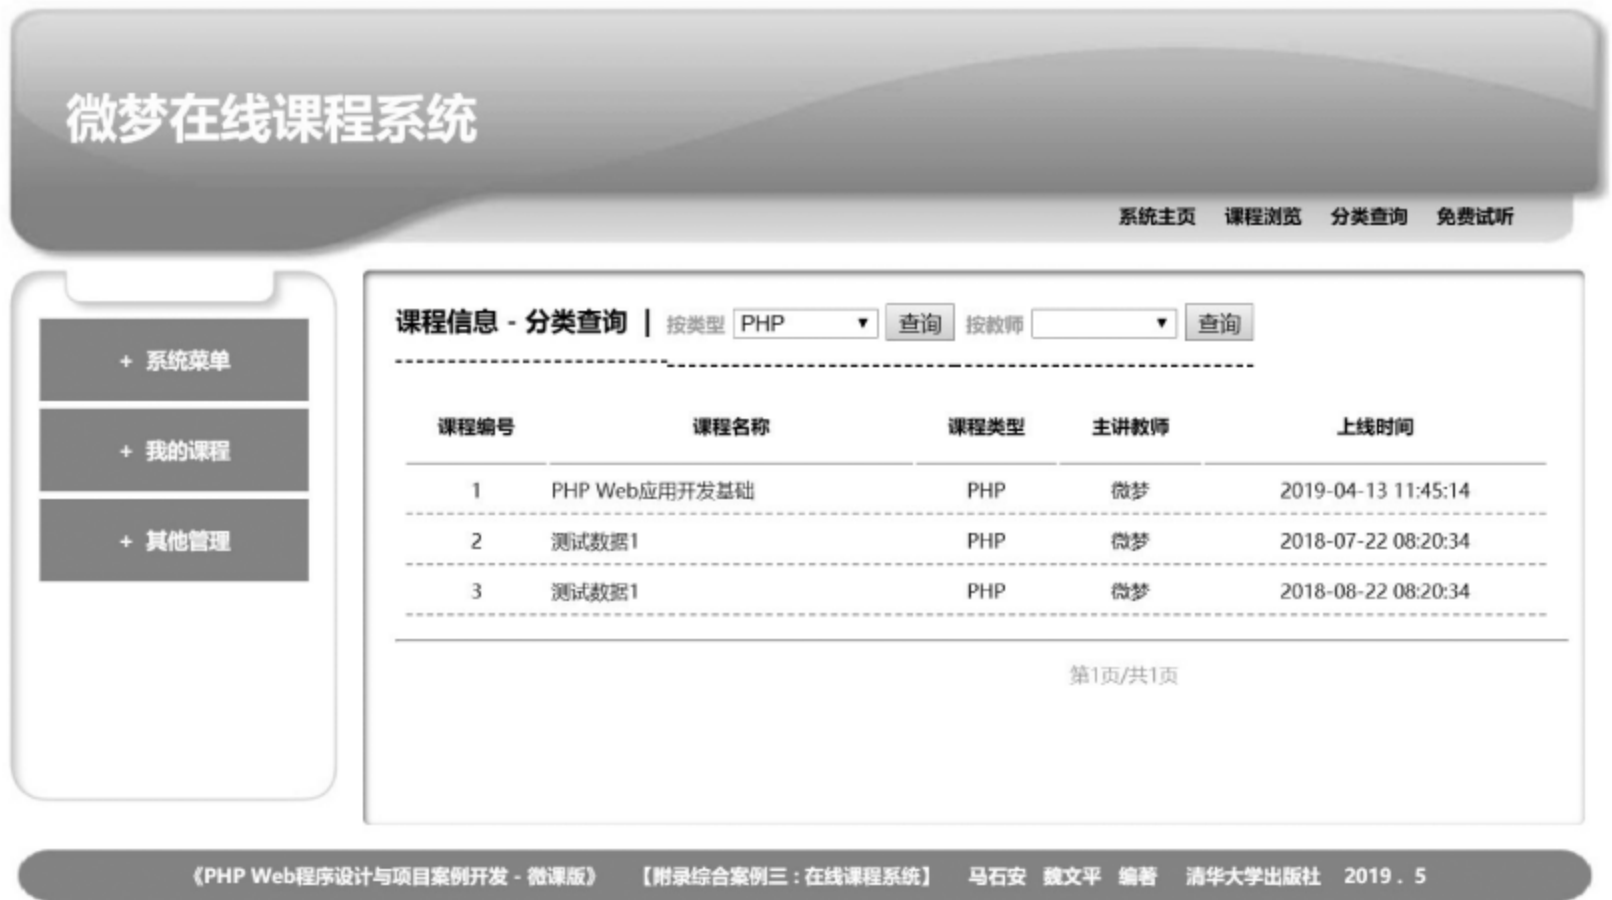 微梦在线课程系统
系统主页 课程浏览 分类查询 免费试听
+ 系统菜单
+ 我的课程
+ 其他管理
课程信息 - 分类查询 | 按类型 PHP 查询 按教师 查询
课程编号 课程名称 课程类型 主讲教师 上线时间
1 PHP Web应用开发基础 PHP 微梦 2019-04-13 11:45:14
2 测试数据1 PHP 微梦 2018-07-22 08:20:34
3 测试数据1 PHP 微梦 2018-08-22 08:20:34
第1页/共1页
《PHP Web程序设计与项目案例开发 - 微课版》 【附录综合案例三:在线课程系统】 马石安 魏文平 编著 清华大学出版社 2019 . 5